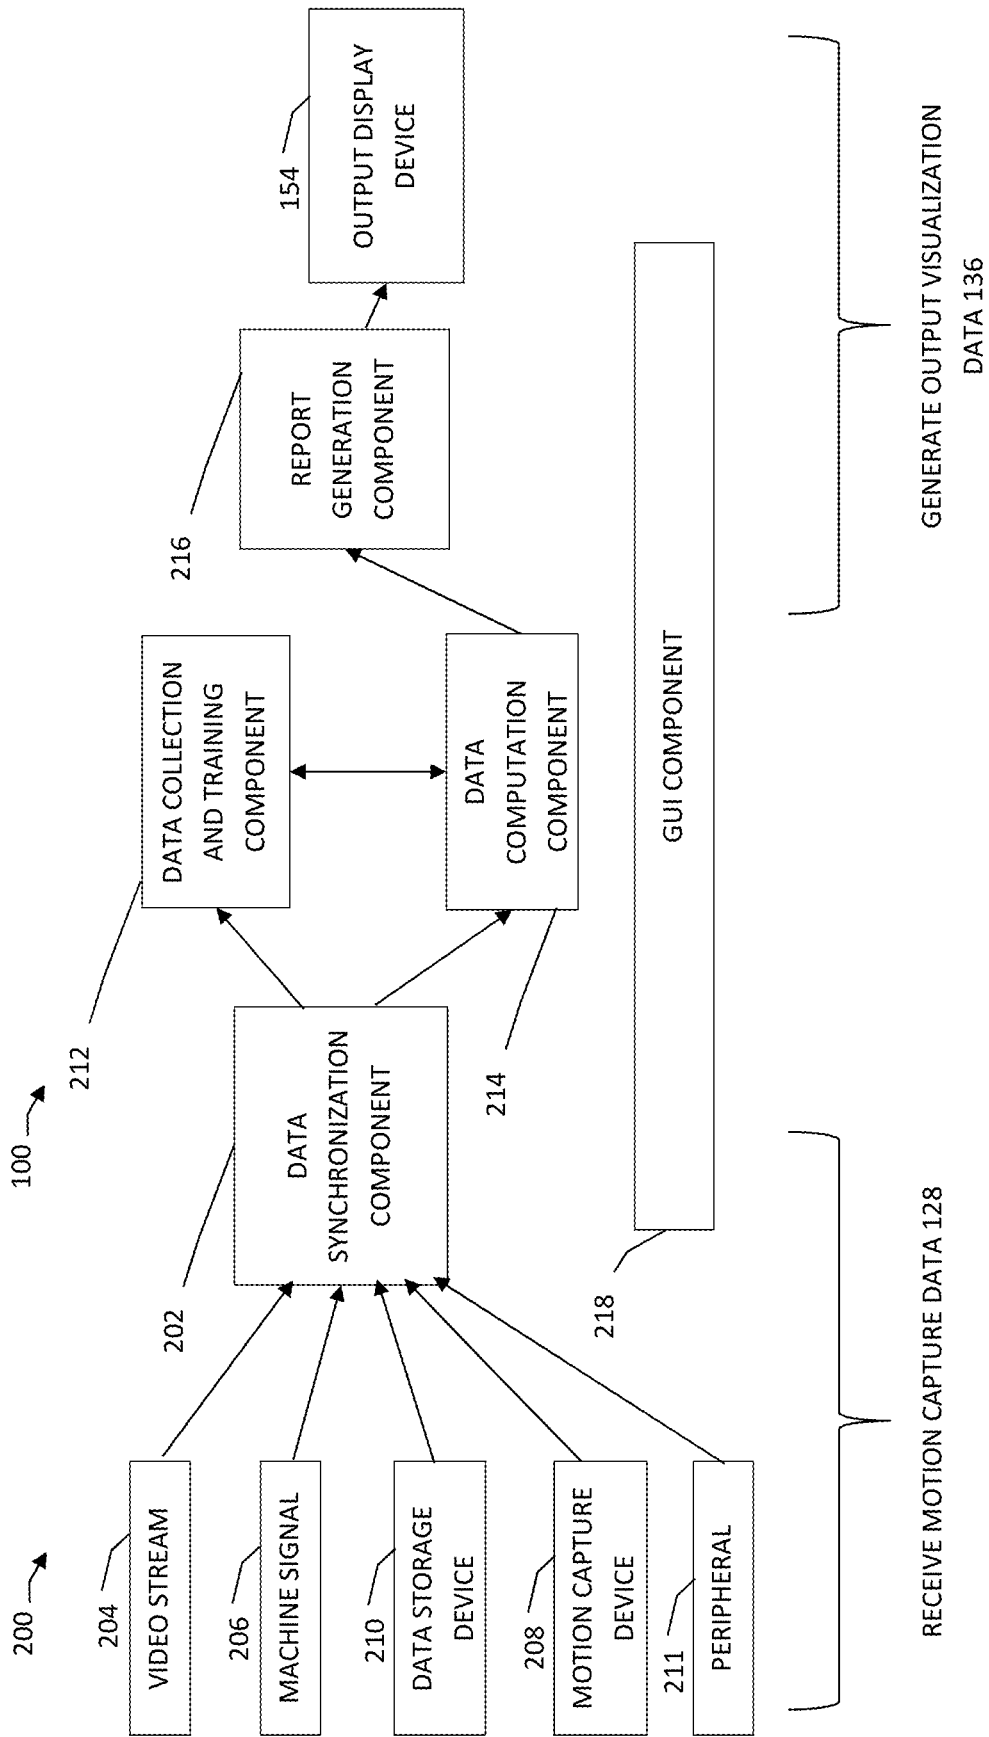 200
100
204
VIDEO STREAM
206
MACHINE SIGNAL
210
DATA STORAGE
DEVICE
208
MOTION CAPTURE
DEVICE
211
PERIPHERAL
202
DATA
SYNCHRONIZATION
COMPONENT
212
DATA COLLECTION
AND TRAINING
COMPONENT
214
DATA
COMPUTATION
COMPONENT
216
REPORT
GENERATION
COMPONENT
154
OUTPUT DISPLAY
DEVICE
218
GUI COMPONENT
RECEIVE MOTION CAPTURE DATA 128
GENERATE OUTPUT VISUALIZATION
DATA 136